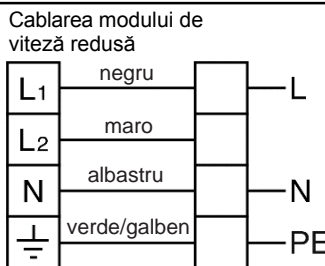 Cablarea modului de
viteză redusă
L1 negru L
L2 maro
N albastru N
verde/galben PE